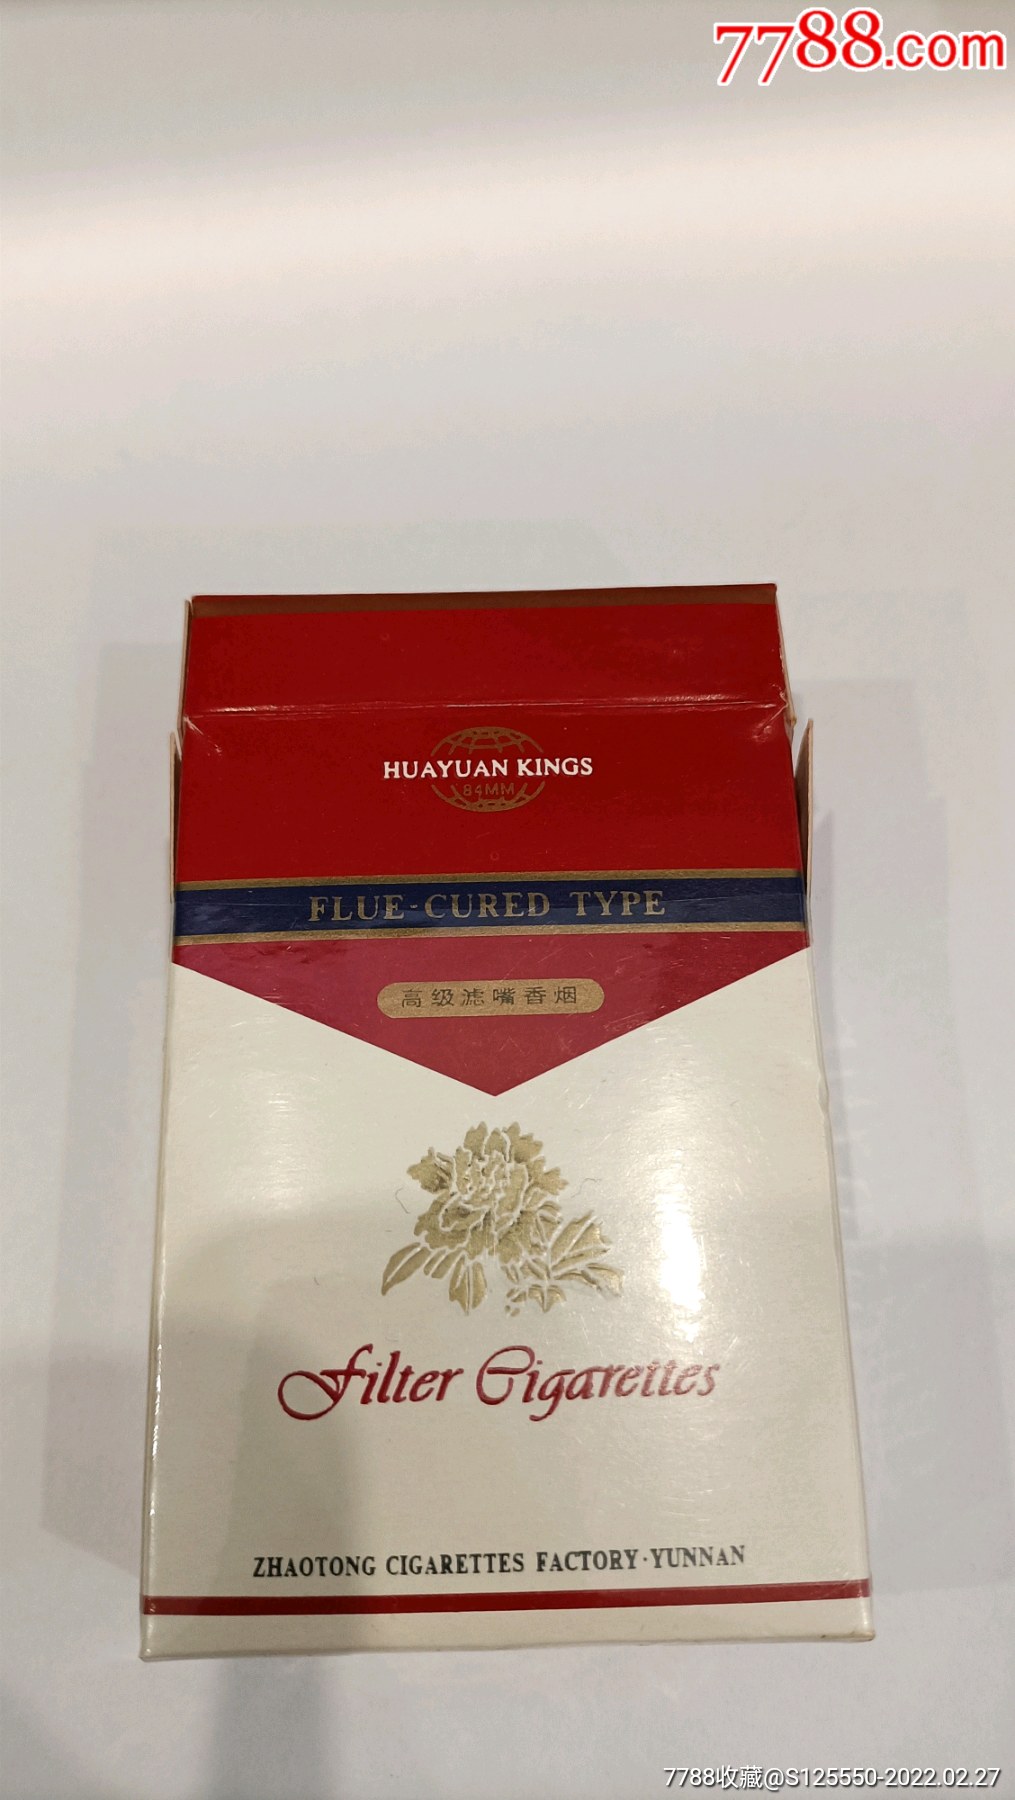 7788.com
HUAYUAN KINGS
84MM
FLUE-CURED TYPE
高级滤嘴香烟
Filter Cigarettes
ZHAOTONG CIGARETTES FACTORY·YUNNAN
7788收藏@S125550-2022.02.27